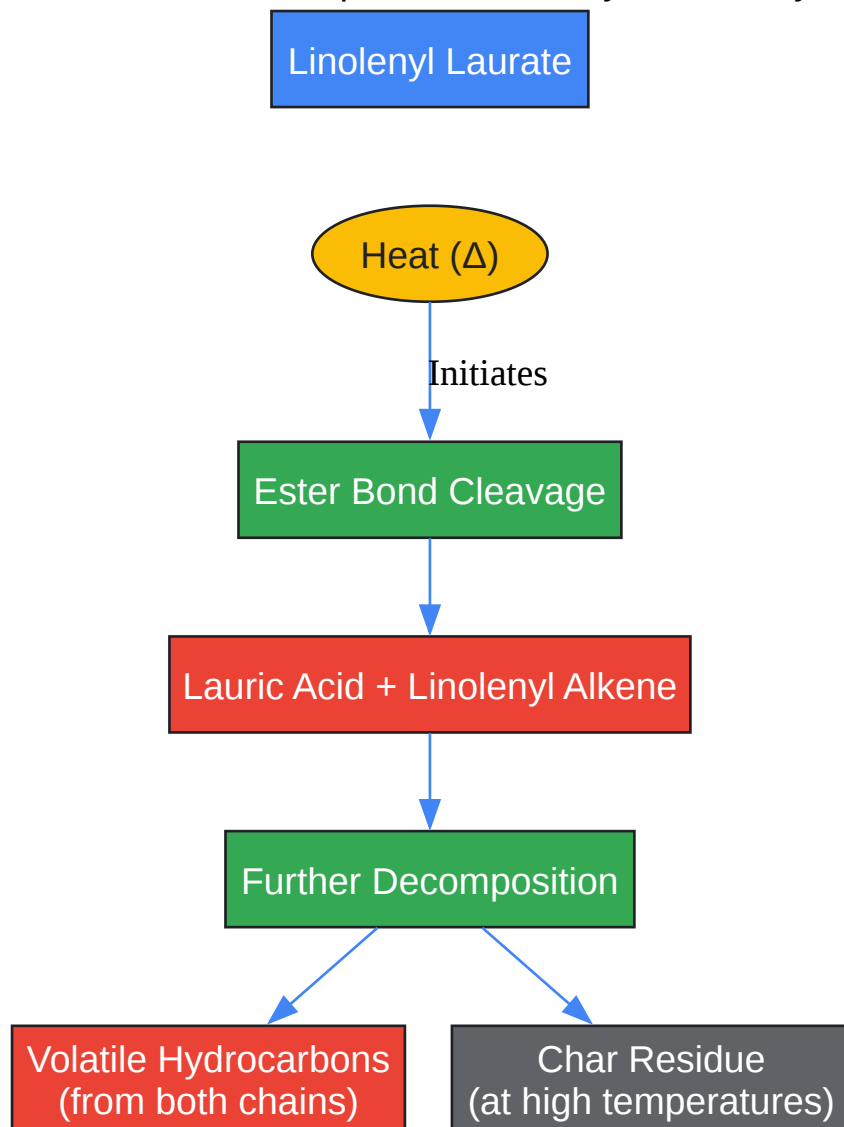 Linolenyl Laurate
Heat (Δ)
Initiates
Ester Bond Cleavage
Lauric Acid + Linolenyl Alkene
Further Decomposition
Volatile Hydrocarbons
(from both chains)
Char Residue
(at high temperatures)